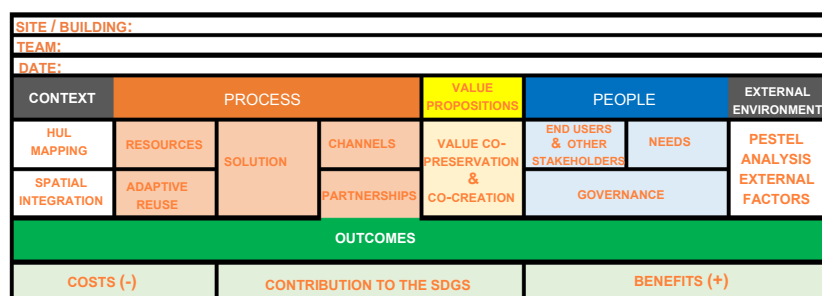 SITE / BUILDING:
TEAM:
DATE:
CONTEXT
PROCESS
VALUE
PROPOSITIONS
PEOPLE
EXTERNAL
ENVIRONMENT
HUL
MAPPING
RESOURCES
SOLUTION
CHANNELS
VALUE CO-
PRESERVATION
&
CO-CREATION
END USERS
& OTHER
STAKEHOLDERS
NEEDS
PESTEL
ANALYSIS
EXTERNAL
FACTORS
SPATIAL
INTEGRATION
ADAPTIVE
REUSE
PARTNERSHIPS
GOVERNANCE
OUTCOMES
COSTS (-)
CONTRIBUTION TO THE SDGS
BENEFITS (+)